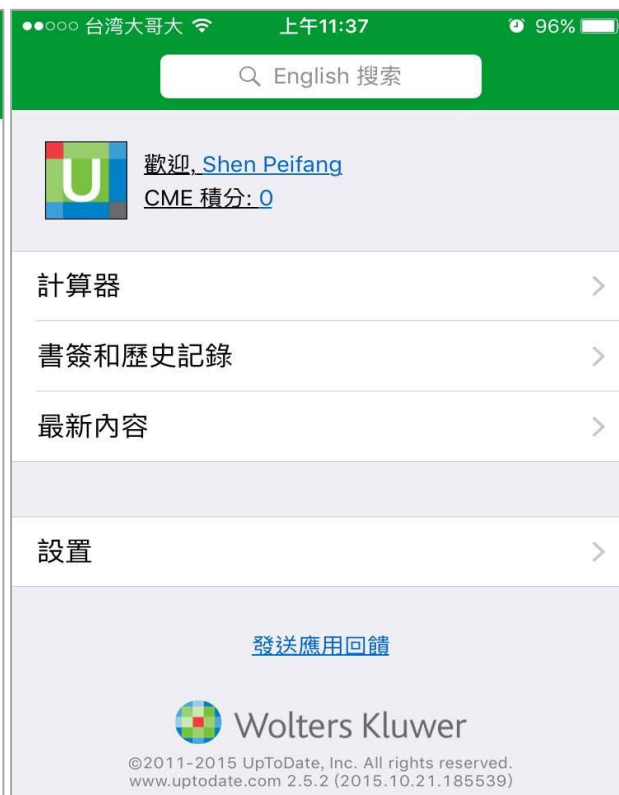 ●●○○○ 台湾大哥大 上午11:37 96%
English 搜索
U
歡迎, Shen Peifang
CME 積分: 0
計算器
書簽和歷史記錄
最新內容
設置
發送應用回饋
Wolters Kluwer
©2011-2015 UpToDate, Inc. All rights reserved.
www.uptodate.com 2.5.2 (2015.10.21.185539)